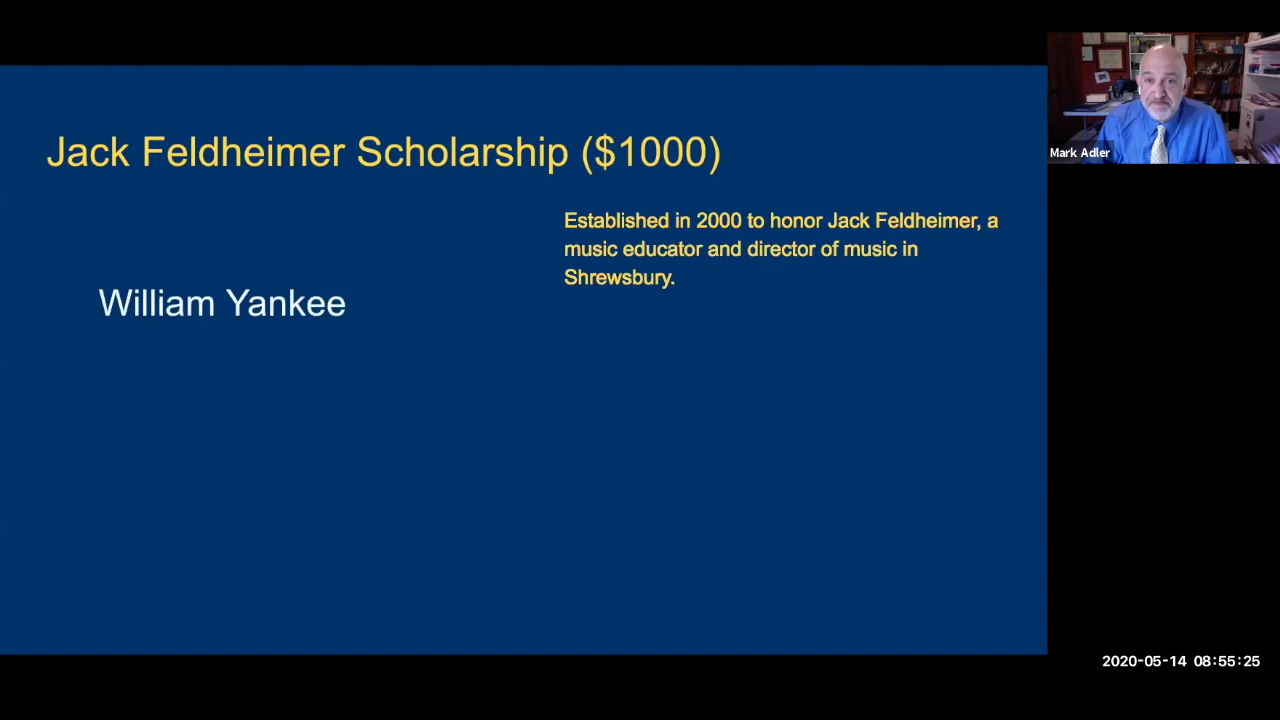 Jack Feldheimer Scholarship ($1000)
Established in 2000 to honor Jack Feldheimer, a
music educator and director of music in
Shrewsbury.
William Yankee
Mark Adler
2020-05-14 08:55:25